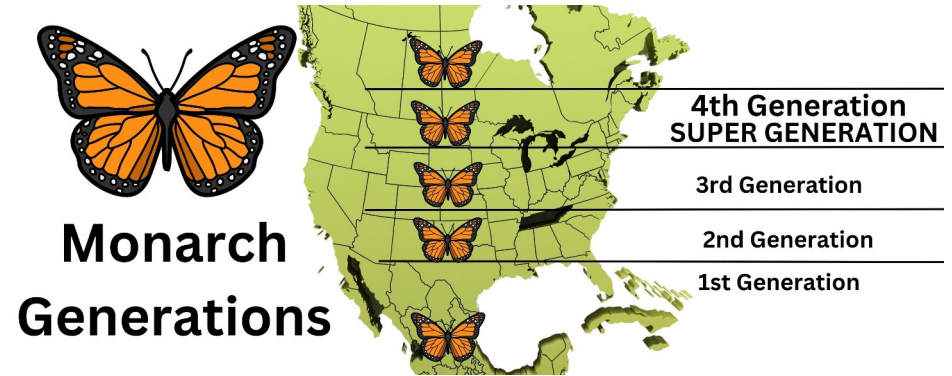 Monarch
Generations
4th Generation
SUPER GENERATION
3rd Generation
2nd Generation
1st Generation